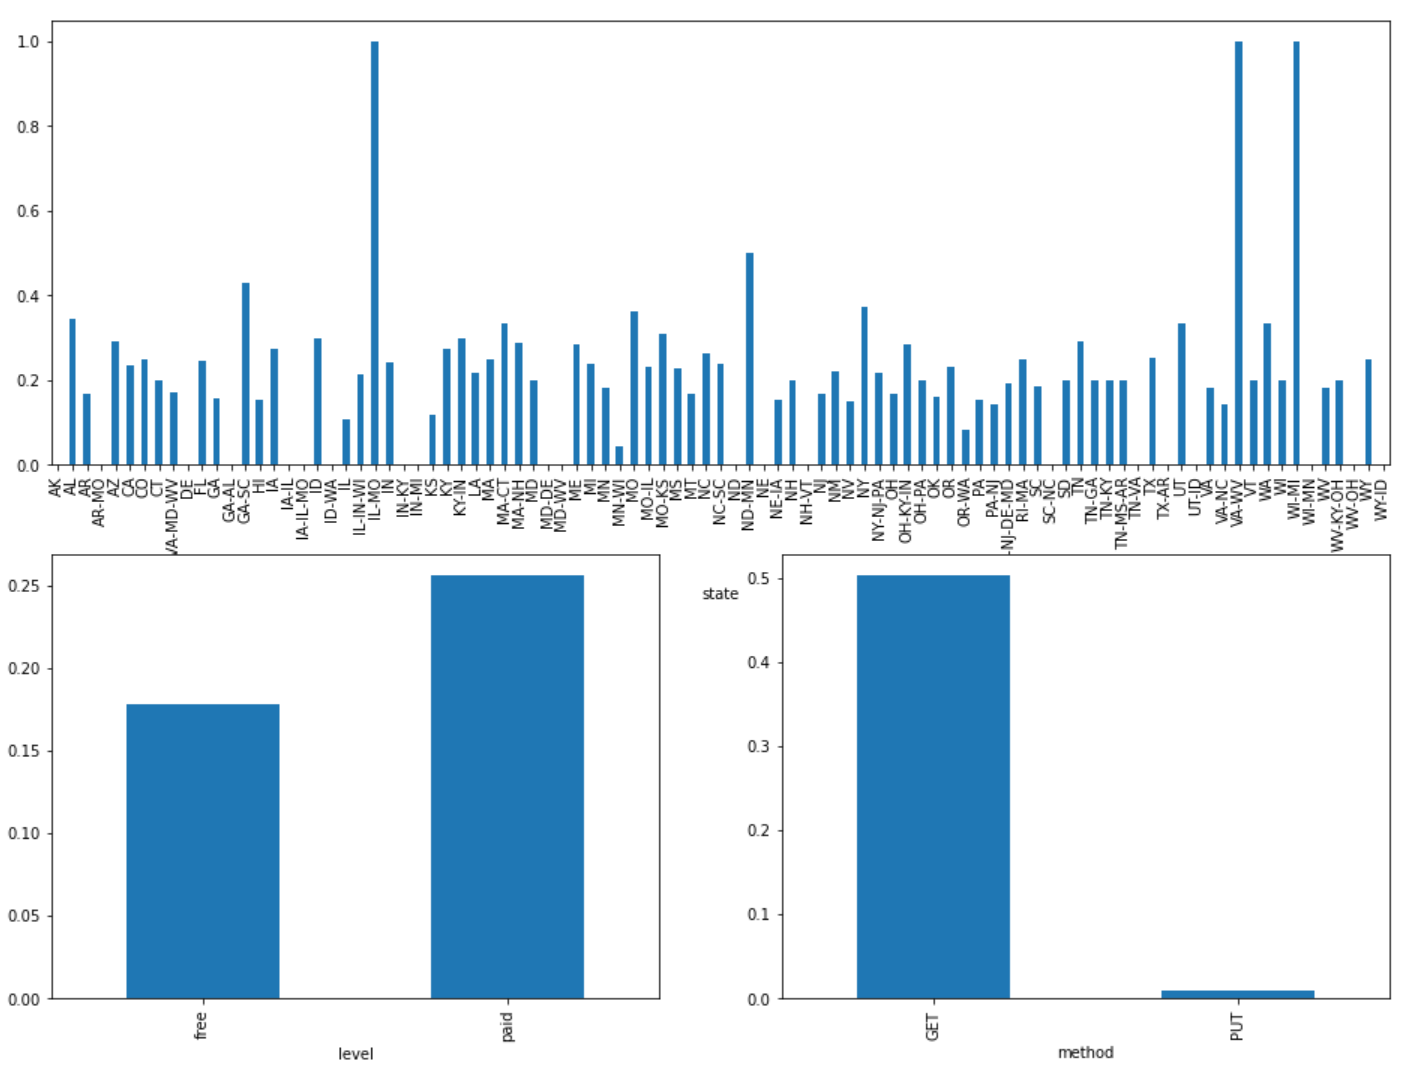 1.0
0.8
0.6
0.4
0.2
0.0
AK
AL
AR
AR-MO
AZ
CA
CO
CT
VA-MD-WV
DE
FL
GA
GA-AL
GA-SC
HI
IA
IA-IL
IA-IL-MO
ID
ID-WA
IL
IL-IN-WI
IL-MO
IN
IN-KY
IN-MI
KS
KY
KY-IN
LA
MA
MA-CT
MA-NH
MD
MD-DE
MD-WV
ME
MI
MN
MN-WI
MO
MO-IL
MO-KS
MS
MT
NC
NC-SC
ND
ND-MN
NE
NE-IA
NH
NH-VT
NJ
NM
NV
NY
NY-NJ-PA
OH
OH-KY-IN
OH-PA
OK
OR
OR-WA
PA
PA-NJ
-NJ-DE-MD
RI-MA
SC
SC-NC
SD
TN
TN-GA
TN-KY
TN-MS-AR
TN-VA
TX
TX-AR
UT
UT-ID
VA
VA-NC
VA-WV
VT
WA
WI
WI-MI
WI-MN
WV
WV-KY-OH
WV-OH
WY
WY-ID
state
0.25
0.20
0.15
0.10
0.05
0.00
free
paid
level
0.5
0.4
0.3
0.2
0.1
0.0
GET
PUT
method